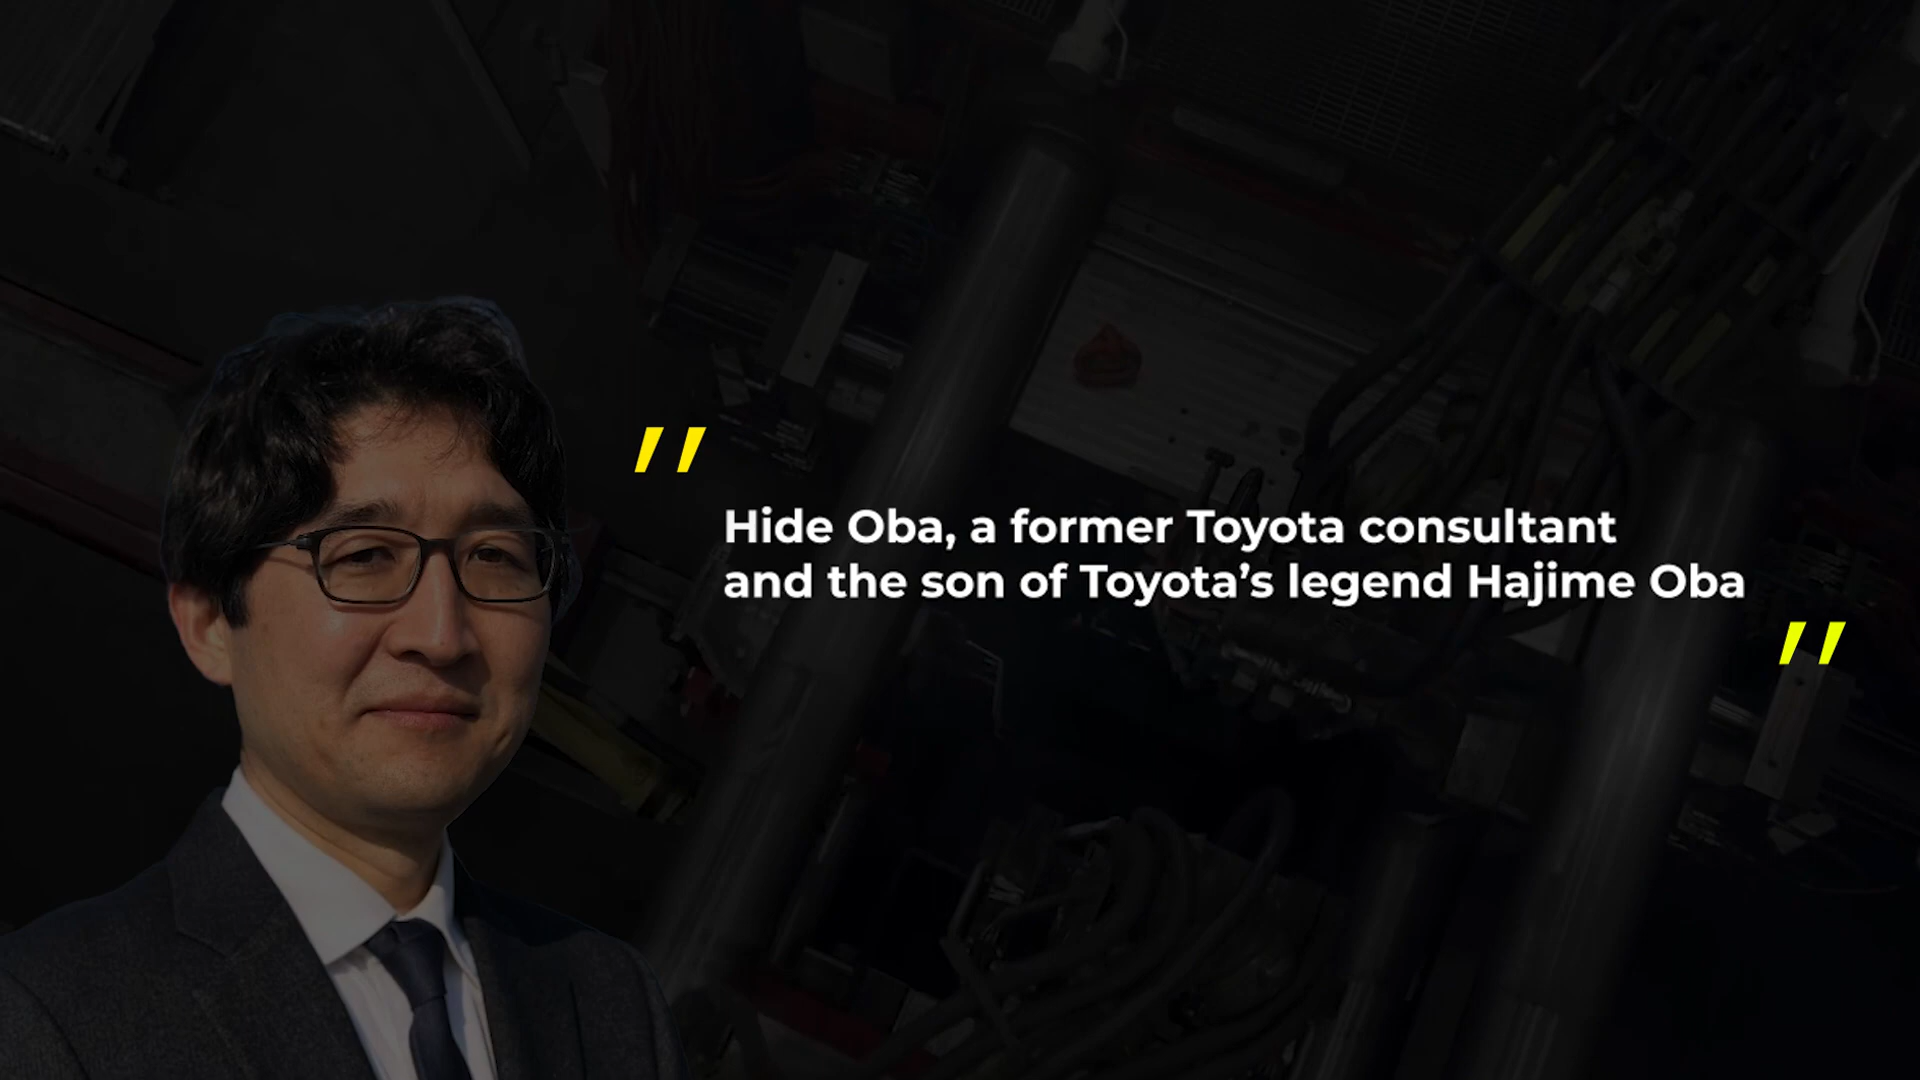 "
Hide Oba, a former Toyota consultant
and the son of Toyota’s legend Hajime Oba
"